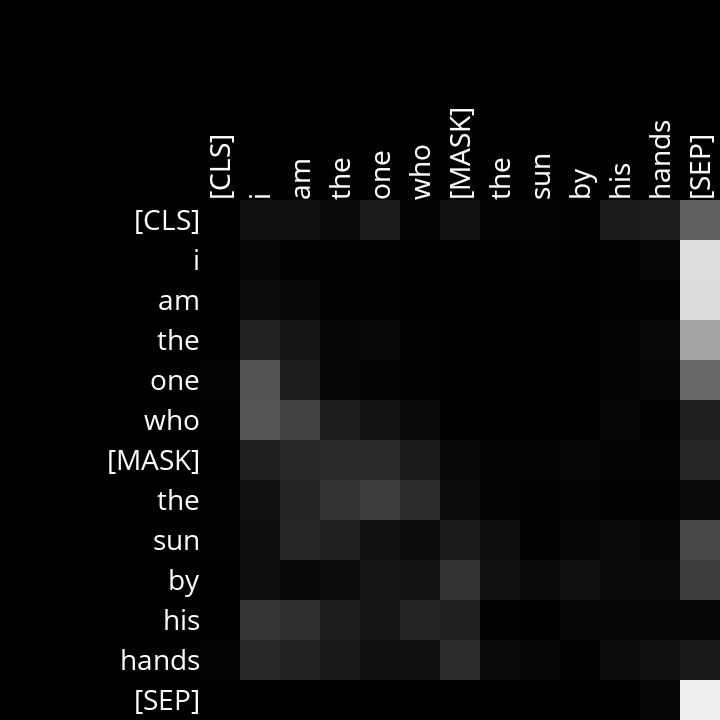 [CLS] i am the one who [MASK] the sun by his hands [SEP]
[CLS]
i
am
the
one
who
[MASK]
the
sun
by
his
hands
[SEP]